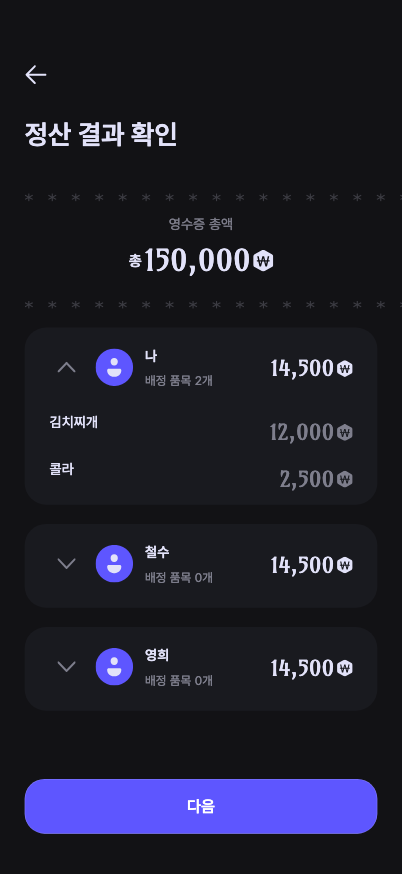 정산 결과 확인
* * * * * * * * * * * * * * * * *
영수증 총액
총 150,000 ₩
* * * * * * * * * * * * * * * * *
나
14,500 ₩
배정 품목 2개
김치찌개
12,000 ₩
콜라
2,500 ₩
철수
14,500 ₩
배정 품목 0개
영희
14,500 ₩
배정 품목 0개
다음